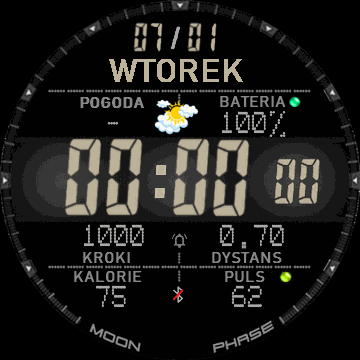 07/01
WTOREK
POGODA BATERIA
-- 100%
00:00 00
1000 0.70
KROKI DYSTANS
KALORIE PULS
75 62
MOON PHASE